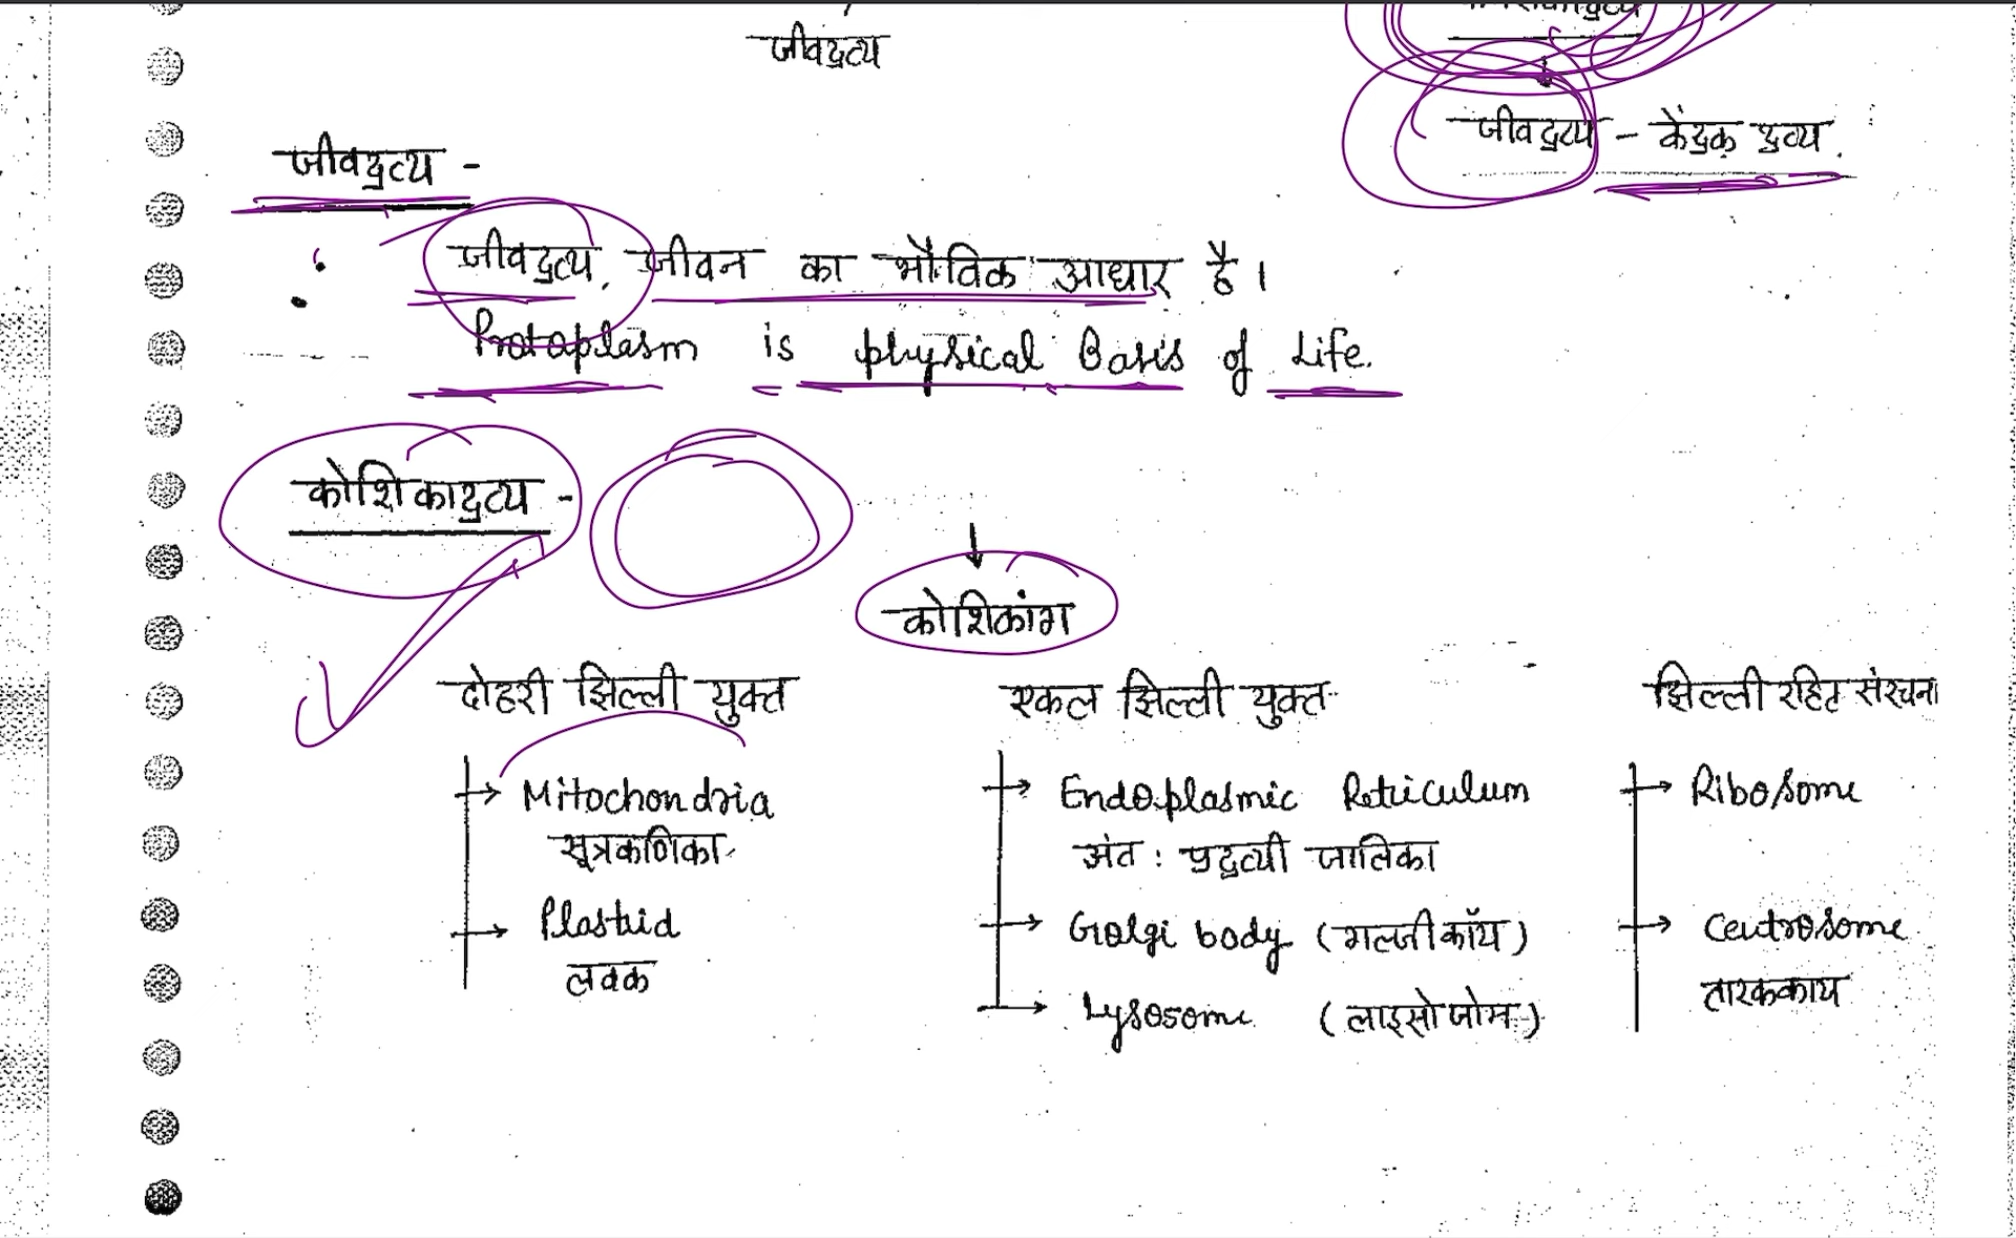 जीवद्रव्य
जीवद्रव्य - केंद्रक द्रव्य.
जीवद्रव्य -
जीवद्रव्य, जीवन का भौतिक आधार है।
Protoplasm is physical Basis of Life.
कोशिकाद्रव्य -
↓
कोशिकांग
दोहरी झिल्ली युक्त
→ Mitochondria
सूत्रकणिका
→ Plastid
लवक
एकल झिल्ली युक्त
→ Endoplasmic Reticulum
अंत: प्रद्रव्यी जालिका
→ Golgi body (गल्जीकॉय)
→ Lysosome (लाइसोजोम)
झिल्ली रहित संरचना
→ Ribosome
→ Centrosome
तारककाय